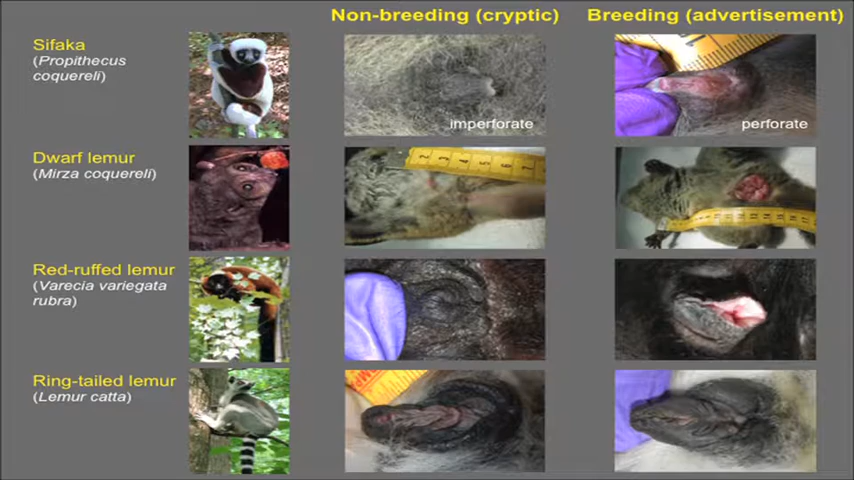 Non-breeding (cryptic) Breeding (advertisement)
Sifaka
(Propithecus
coquereli)
imperforate
perforate
Dwarf lemur
(Mirza coquereli)
Red-ruffed lemur
(Varecia variegata
rubra)
Ring-tailed lemur
(Lemur catta)